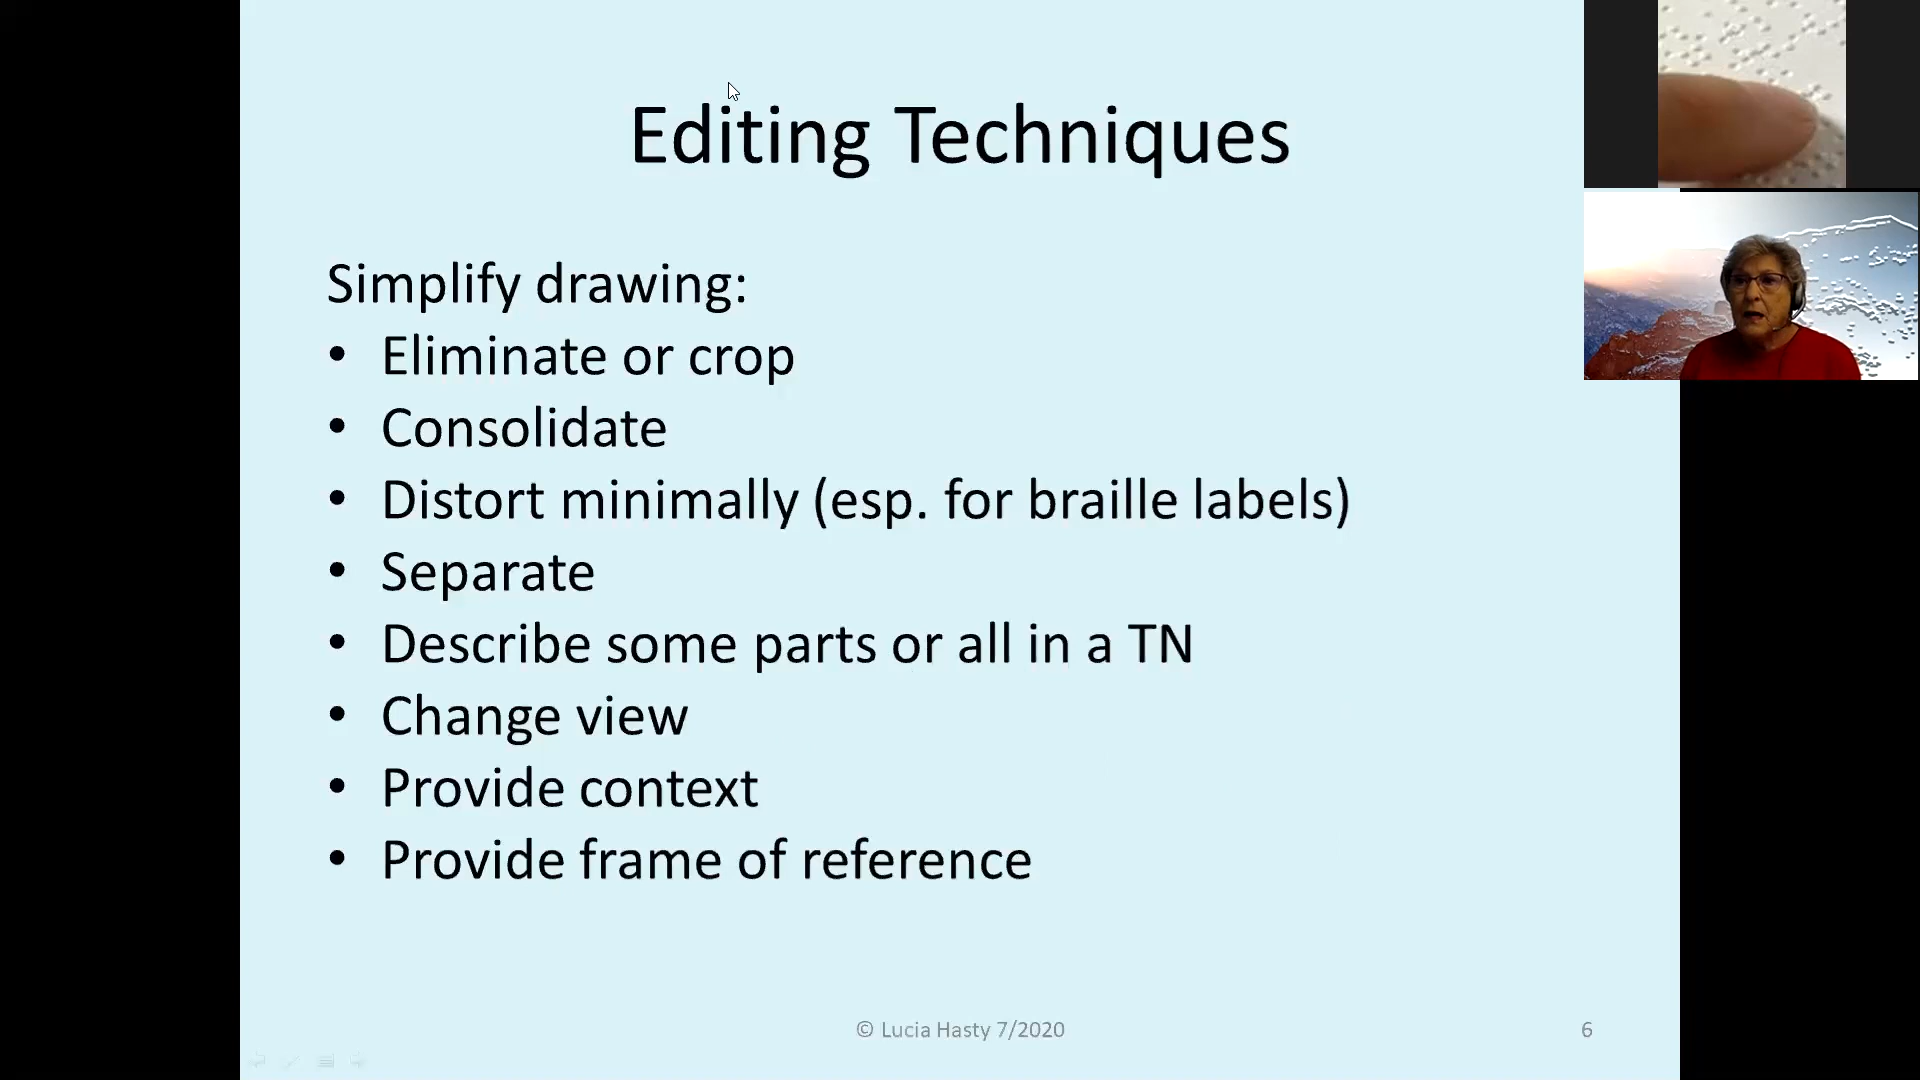 Editing Techniques
Simplify drawing:
• Eliminate or crop
• Consolidate
• Distort minimally (esp. for braille labels)
• Separate
• Describe some parts or all in a TN
• Change view
• Provide context
• Provide frame of reference
© Lucia Hasty 7/2020
6